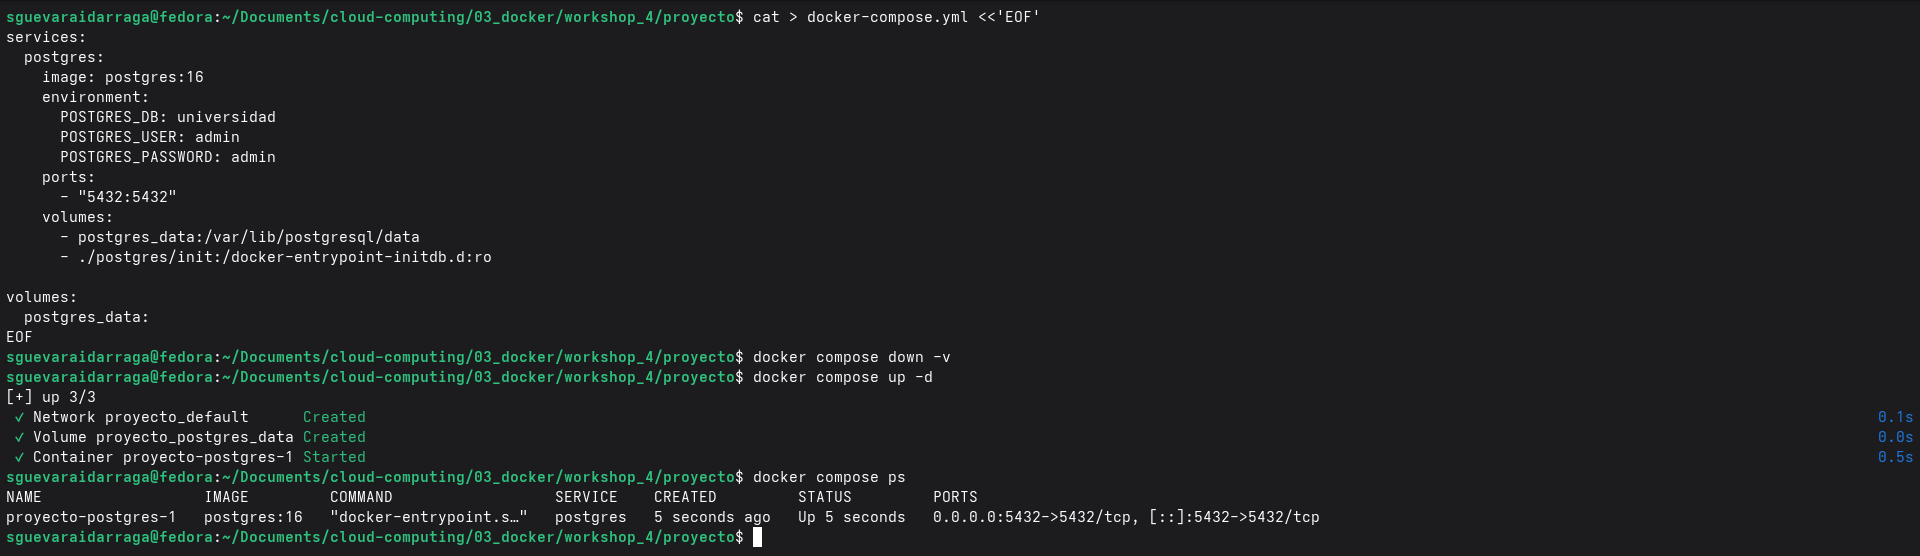 sguevaraidarraga@fedora:~/Documents/cloud-computing/03_docker/workshop_4/proyecto$ cat > docker-compose.yml <<'EOF'
services:
  postgres:
    image: postgres:16
    environment:
      POSTGRES_DB: universidad
      POSTGRES_USER: admin
      POSTGRES_PASSWORD: admin
    ports:
      - "5432:5432"
    volumes:
      - postgres_data:/var/lib/postgresql/data
      - ./postgres/init:/docker-entrypoint-initdb.d:ro

volumes:
  postgres_data:
EOF
sguevaraidarraga@fedora:~/Documents/cloud-computing/03_docker/workshop_4/proyecto$ docker compose down -v
sguevaraidarraga@fedora:~/Documents/cloud-computing/03_docker/workshop_4/proyecto$ docker compose up -d
[+] up 3/3
 ✓ Network proyecto_default      Created 0.1s
 ✓ Volume proyecto_postgres_data Created 0.0s
 ✓ Container proyecto-postgres-1 Started 0.5s
sguevaraidarraga@fedora:~/Documents/cloud-computing/03_docker/workshop_4/proyecto$ docker compose ps
NAME                  IMAGE         COMMAND                  SERVICE    CREATED         STATUS         PORTS
proyecto-postgres-1   postgres:16   "docker-entrypoint.s…"   postgres   5 seconds ago   Up 5 seconds   0.0.0.0:5432->5432/tcp, [::]:5432->5432/tcp
sguevaraidarraga@fedora:~/Documents/cloud-computing/03_docker/workshop_4/proyecto$